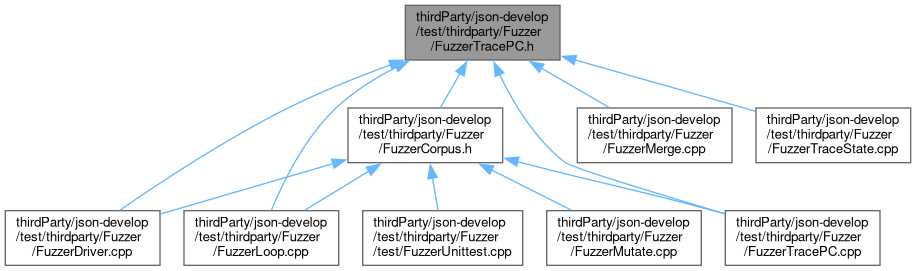 thirdParty/json-develop
/test/thirdparty/Fuzzer
/FuzzerTracePC.h
thirdParty/json-develop
/test/thirdparty/Fuzzer
/FuzzerCorpus.h
thirdParty/json-develop
/test/thirdparty/Fuzzer
/FuzzerMerge.cpp
thirdParty/json-develop
/test/thirdparty/Fuzzer
/FuzzerTraceState.cpp
thirdParty/json-develop
/test/thirdparty/Fuzzer
/FuzzerDriver.cpp
thirdParty/json-develop
/test/thirdparty/Fuzzer
/FuzzerLoop.cpp
thirdParty/json-develop
/test/thirdparty/Fuzzer
/test/FuzzerUnittest.cpp
thirdParty/json-develop
/test/thirdparty/Fuzzer
/FuzzerMutate.cpp
thirdParty/json-develop
/test/thirdparty/Fuzzer
/FuzzerTracePC.cpp